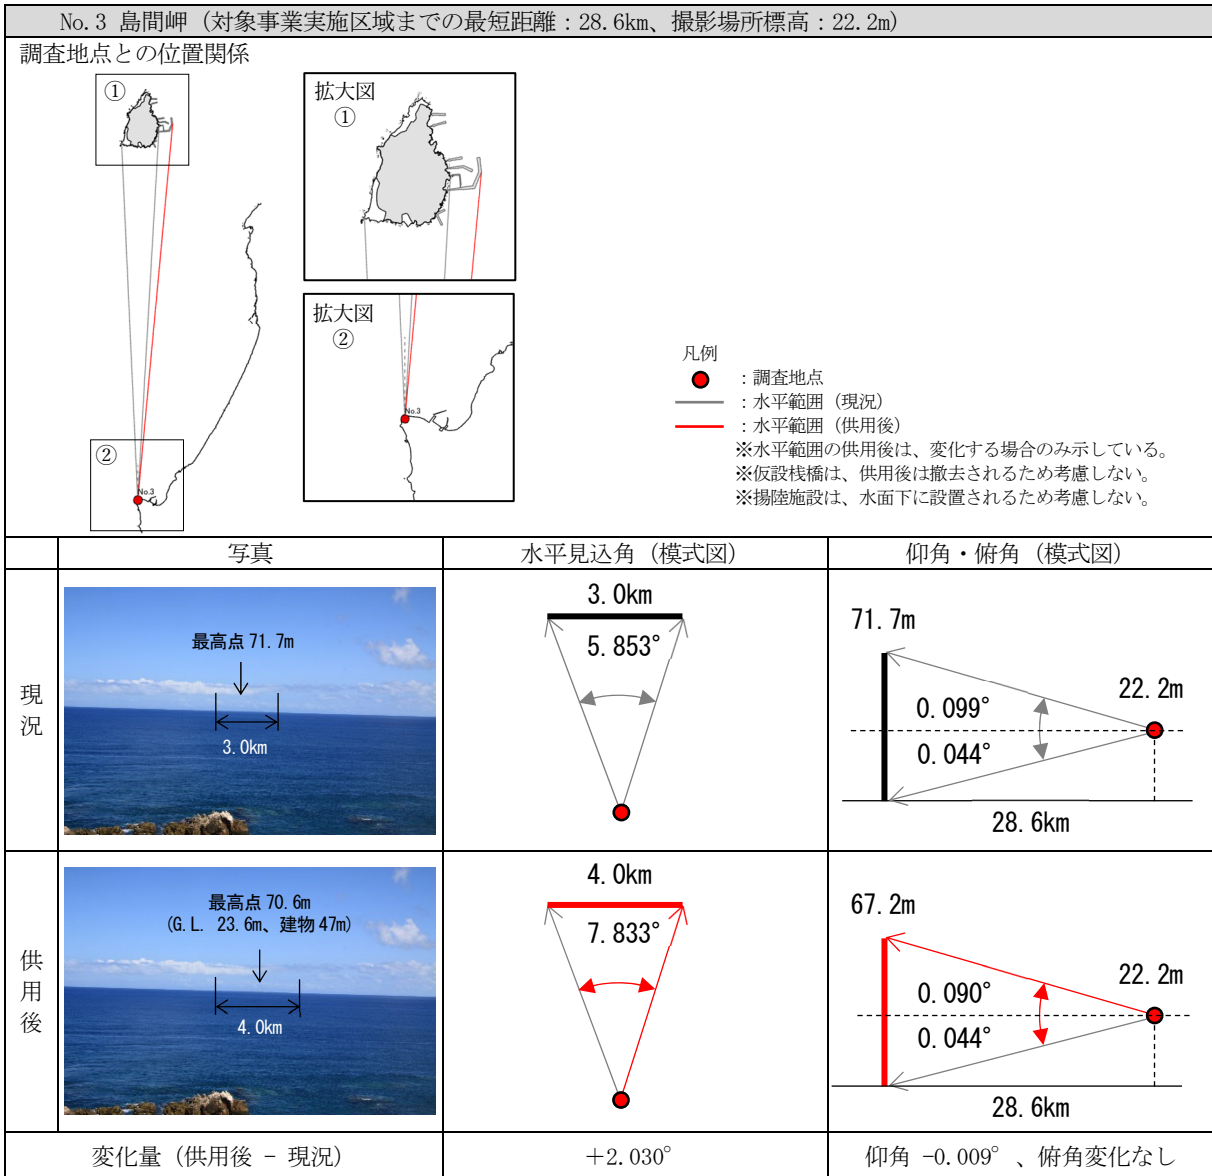 No.3 島間岬（対象事業実施区域までの最短距離：28.6km、撮影場所標高：22.2m）
調査地点との位置関係
①
拡大図
①
拡大図
②
No.3
②
No.3
凡例
：調査地点
：水平範囲（現況）
：水平範囲（供用後）
※水平範囲の供用後は、変化する場合のみ示している。
※仮設桟橋は、供用後は撤去されるため考慮しない。
※揚陸施設は、水面下に設置されるため考慮しない。
写真
水平見込角（模式図）
仰角・俯角（模式図）
現況
最高点 71.7m
3.0km
3.0km
5.853°
71.7m
22.2m
0.099°
0.044°
28.6km
供用後
最高点 70.6m
(G.L. 23.6m、建物 47m)
4.0km
4.0km
7.833°
67.2m
22.2m
0.090°
0.044°
28.6km
変化量（供用後 － 現況）
＋2.030°
仰角 -0.009°、俯角変化なし